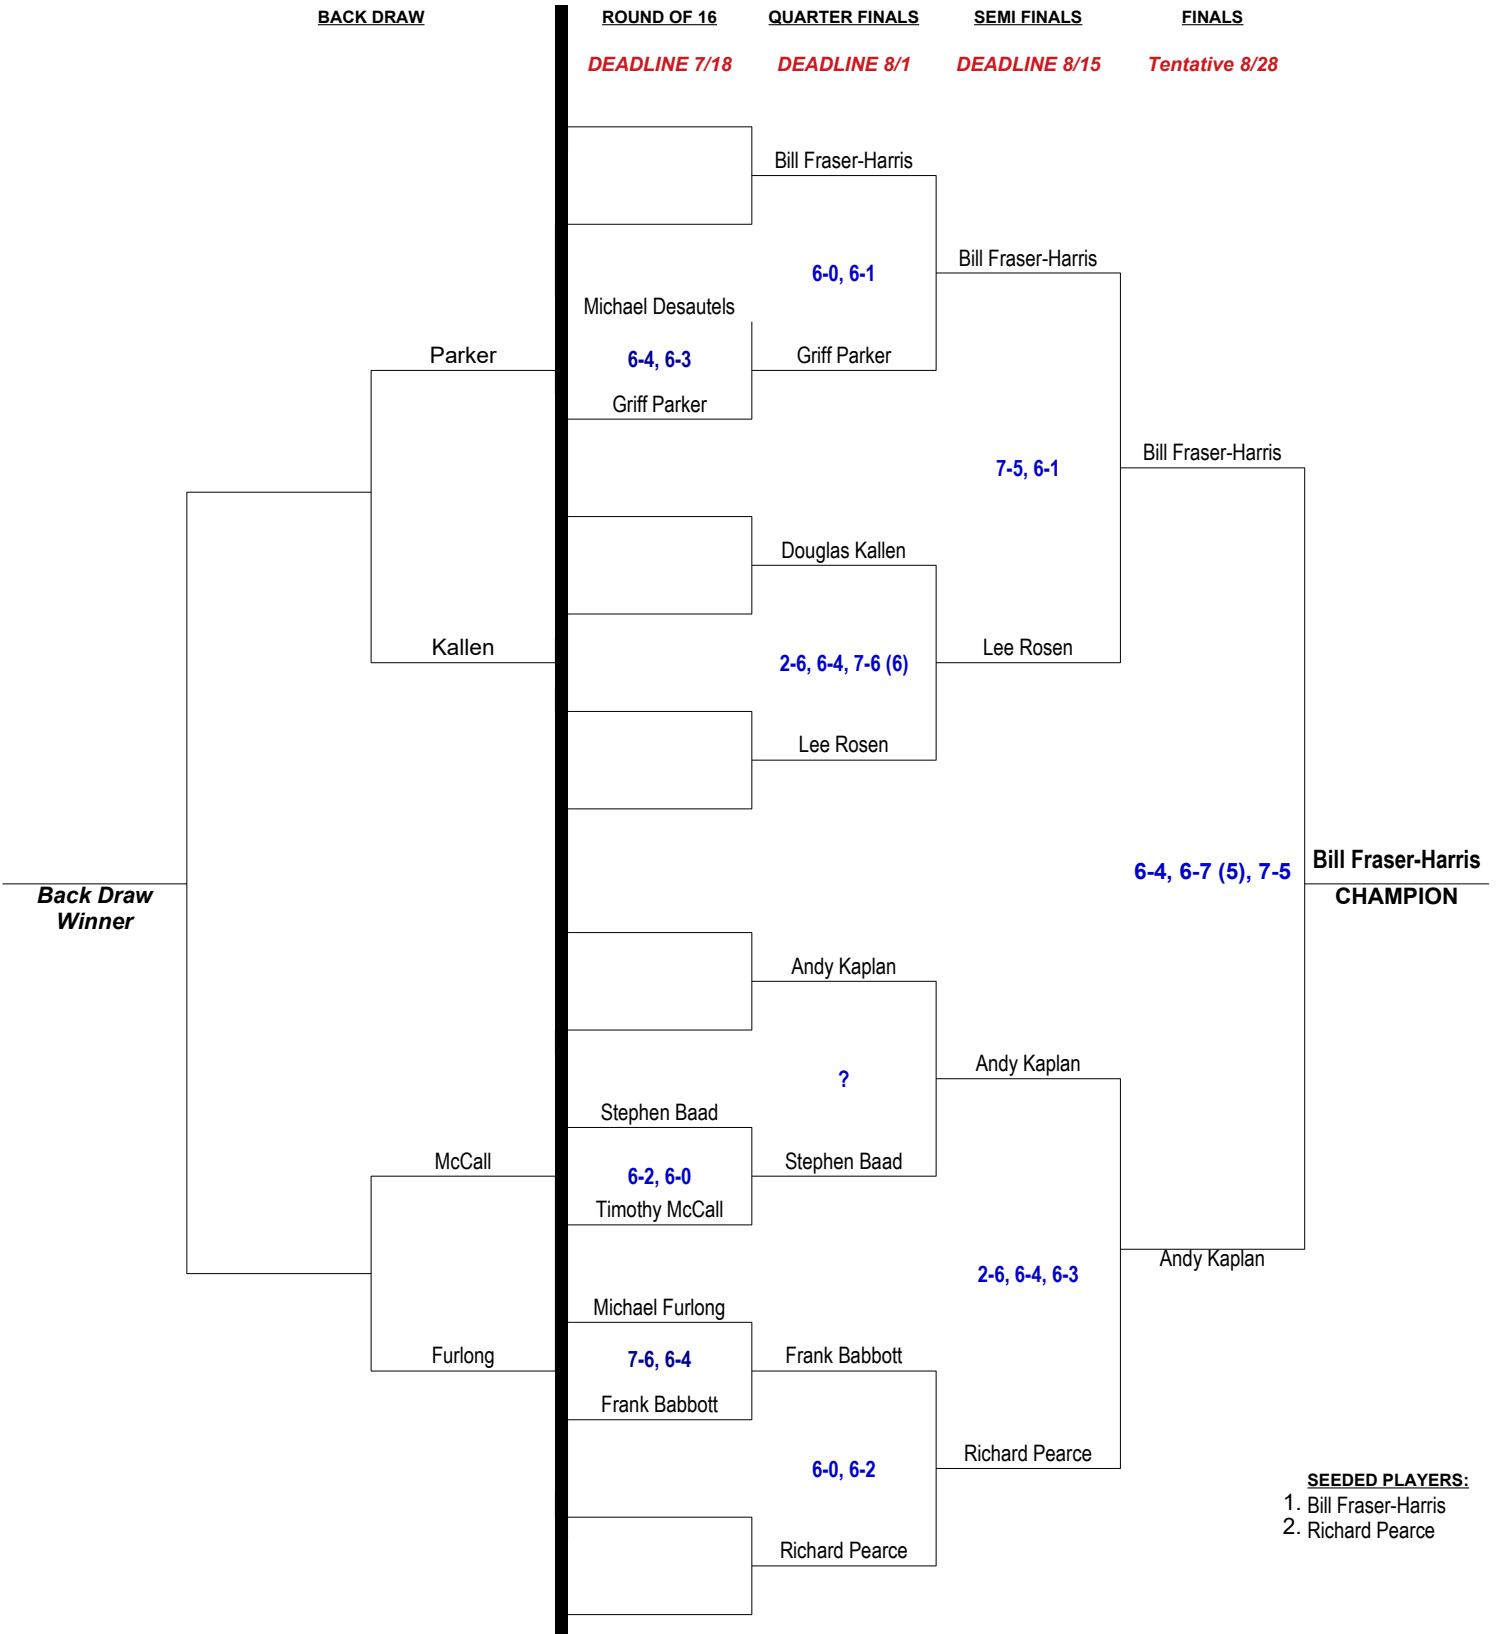 BACK DRAW
ROUND OF 16
QUARTER FINALS
SEMI FINALS
FINALS
DEADLINE 7/18
DEADLINE 8/1
DEADLINE 8/15
Tentative 8/28
Bill Fraser-Harris
Bill Fraser-Harris
6-0, 6-1
Michael Desautels
Parker
6-4, 6-3
Griff Parker
Griff Parker
Bill Fraser-Harris
7-5, 6-1
Douglas Kallen
Kallen
2-6, 6-4, 7-6 (6)
Lee Rosen
Lee Rosen
6-4, 6-7 (5), 7-5
Bill Fraser-Harris
CHAMPION
Back Draw
Winner
Andy Kaplan
Andy Kaplan
?
Stephen Baad
McCall
6-2, 6-0
Stephen Baad
Timothy McCall
Andy Kaplan
2-6, 6-4, 6-3
Michael Furlong
Furlong
7-6, 6-4
Frank Babbott
Frank Babbott
Richard Pearce
6-0, 6-2
Richard Pearce
SEEDED PLAYERS:
1. Bill Fraser-Harris
2. Richard Pearce